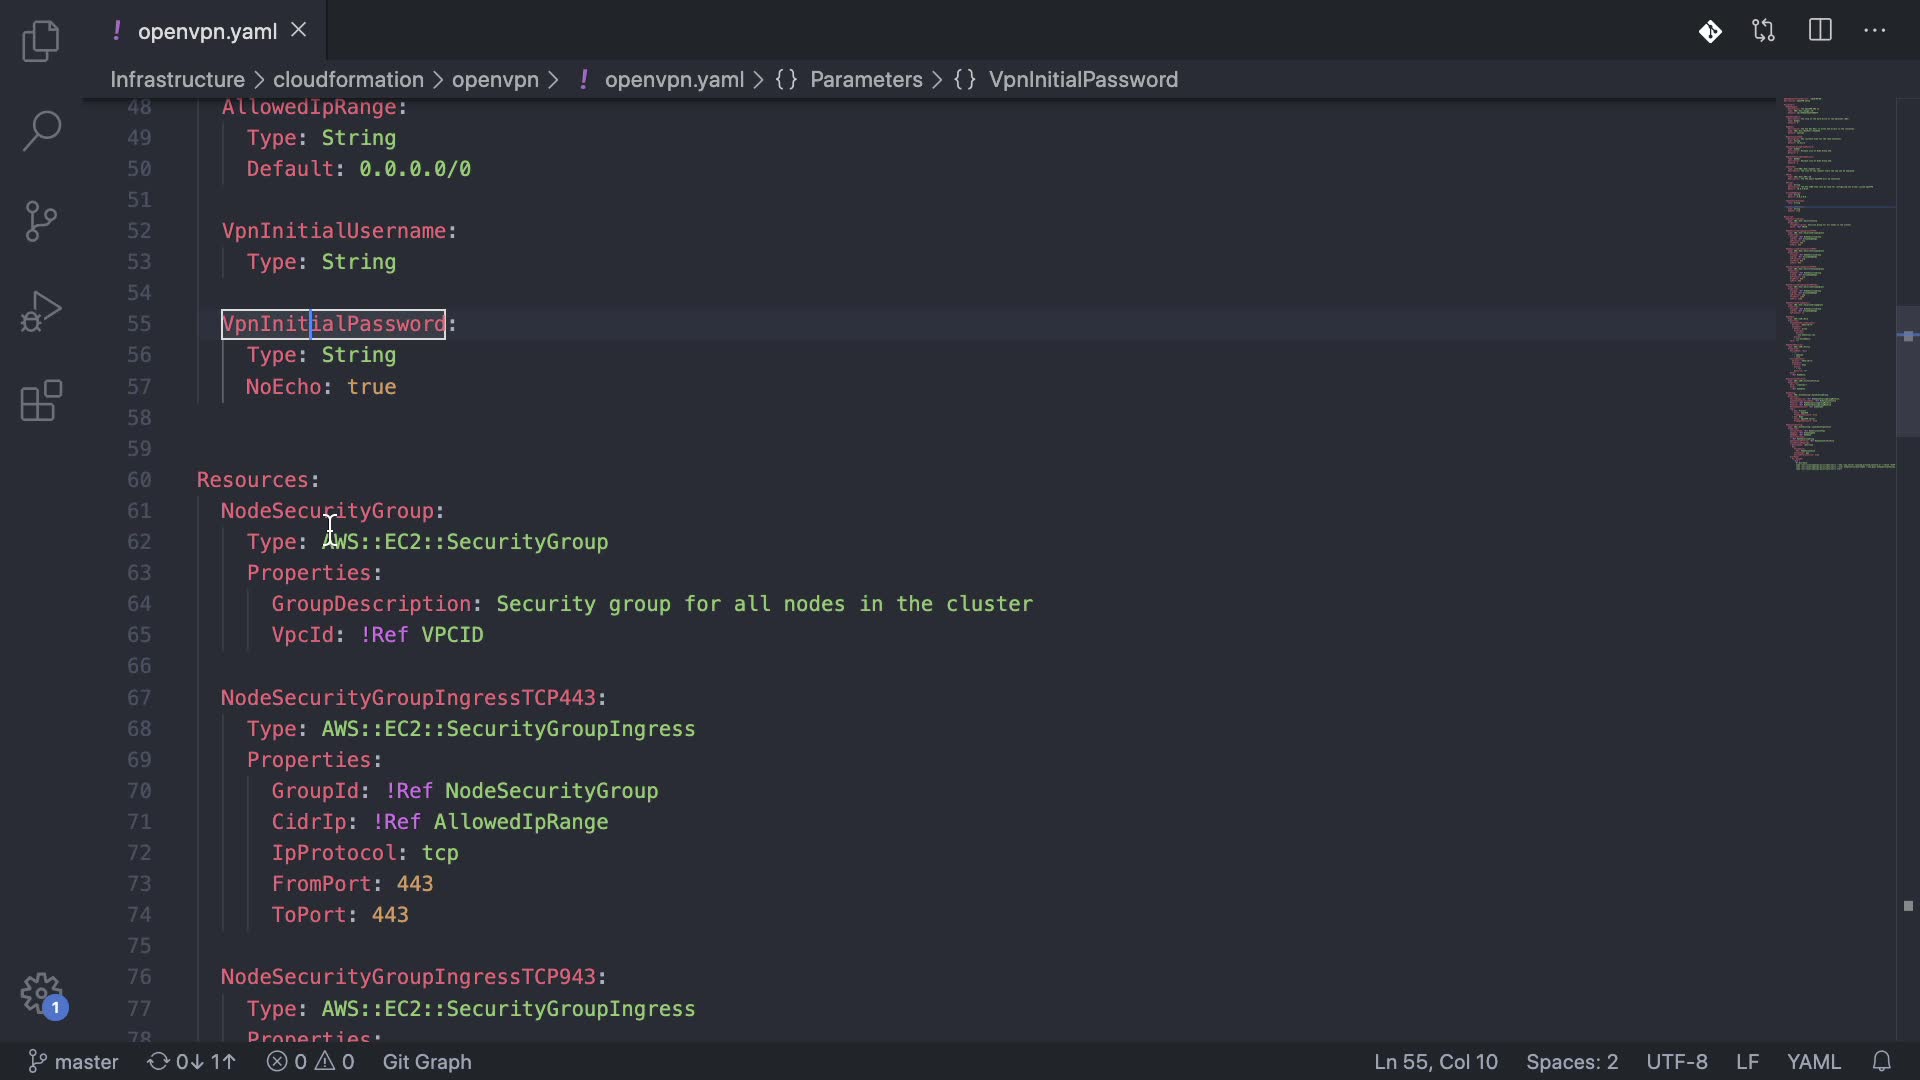 ! openvpn.yaml ×
Infrastructure > cloudformation > openvpn > ! openvpn.yaml > {} Parameters > {} VpnInitialPassword
48 AllowedIpRange:
49 Type: String
50 Default: 0.0.0.0/0
51
52 VpnInitialUsername:
53 Type: String
54
55 VpnInitialPassword:
56 Type: String
57 NoEcho: true
58
59
60 Resources:
61 NodeSecurityGroup:
62 Type: AWS::EC2::SecurityGroup
63 Properties:
64 GroupDescription: Security group for all nodes in the cluster
65 VpcId: !Ref VPCID
66
67 NodeSecurityGroupIngressTCP443:
68 Type: AWS::EC2::SecurityGroupIngress
69 Properties:
70 GroupId: !Ref NodeSecurityGroup
71 CidrIp: !Ref AllowedIpRange
72 IpProtocol: tcp
73 FromPort: 443
74 ToPort: 443
75
76 NodeSecurityGroupIngressTCP943:
77 Type: AWS::EC2::SecurityGroupIngress
78 Properties:
1
master 0↓ 1↑ 0 0 Git Graph Ln 55, Col 10 Spaces: 2 UTF-8 LF YAML